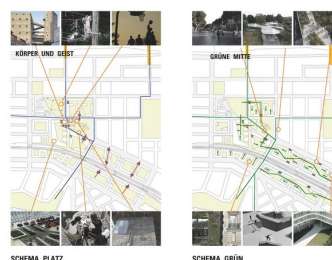 KÖRPER UND GEIST
GRÜNE MITTE
SCHEMA PLATZ
SCHEMA GRÜN